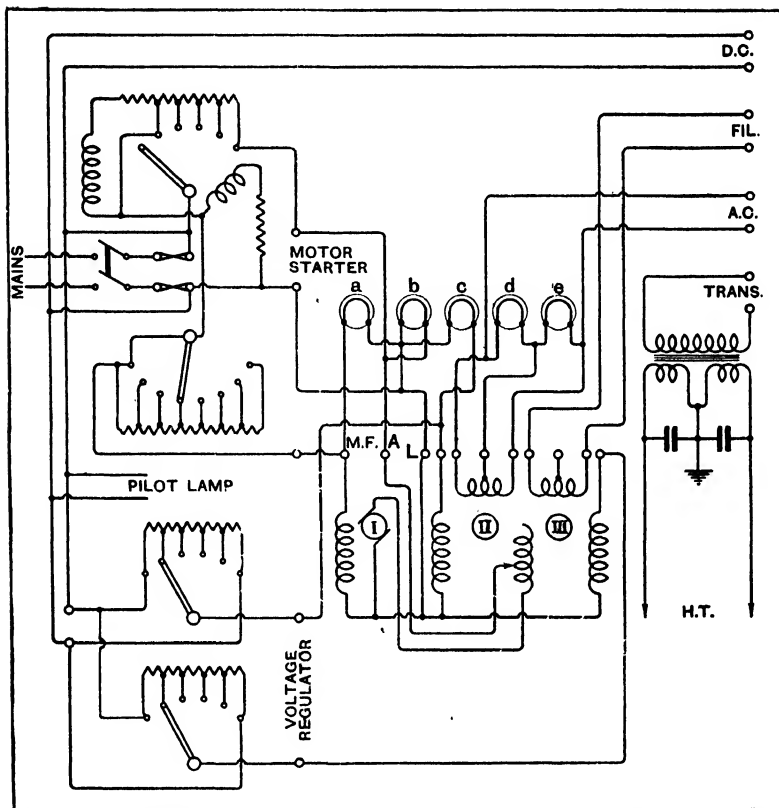 D.C.
FIL.
A.C.
MAINS
MOTOR
STARTER
TRANS.
a b c d e
M.F. A L
PILOT LAMP
I II III
VOLTAGE
REGULATOR
H.T.